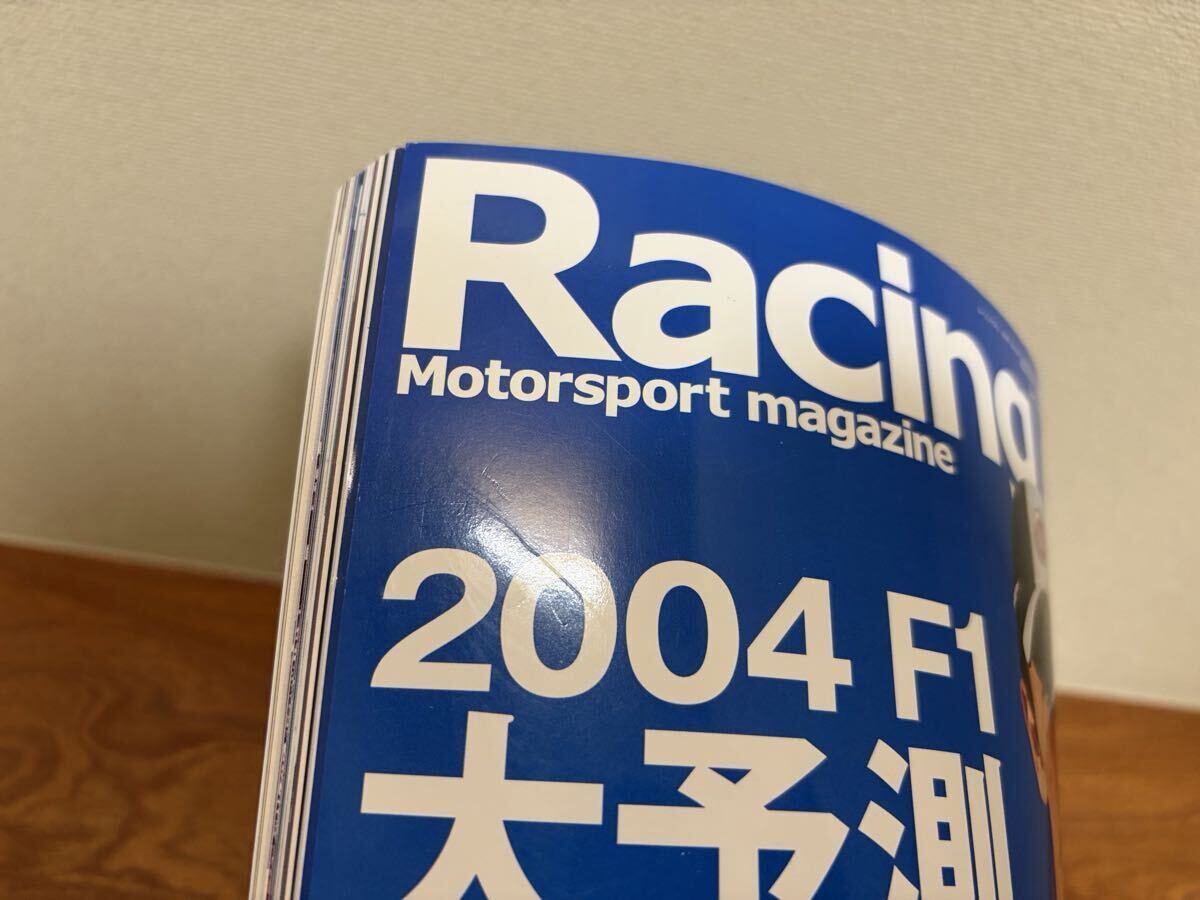 Racing
Motorsport magazine
2004 F1
大予測